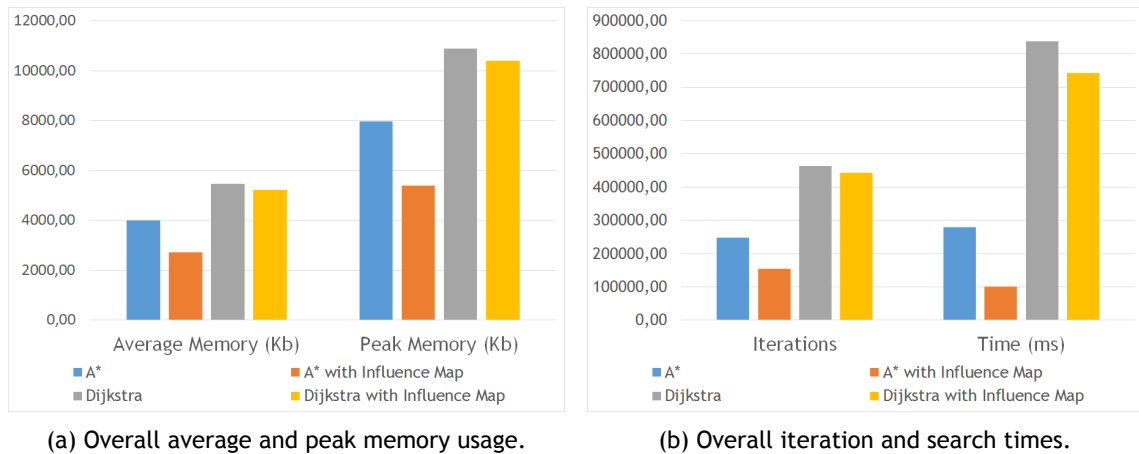 12000,00
10000,00
8000,00
6000,00
4000,00
2000,00
0,00
Average Memory (Kb) Peak Memory (Kb)
A* A* with Influence Map
Dijkstra Dijkstra with Influence Map
(a) Overall average and peak memory usage.
900000,00
800000,00
700000,00
600000,00
500000,00
400000,00
300000,00
200000,00
100000,00
0,00
Iterations Time (ms)
A* A* with Influence Map
Dijkstra Dijkstra with Influence Map
(b) Overall iteration and search times.